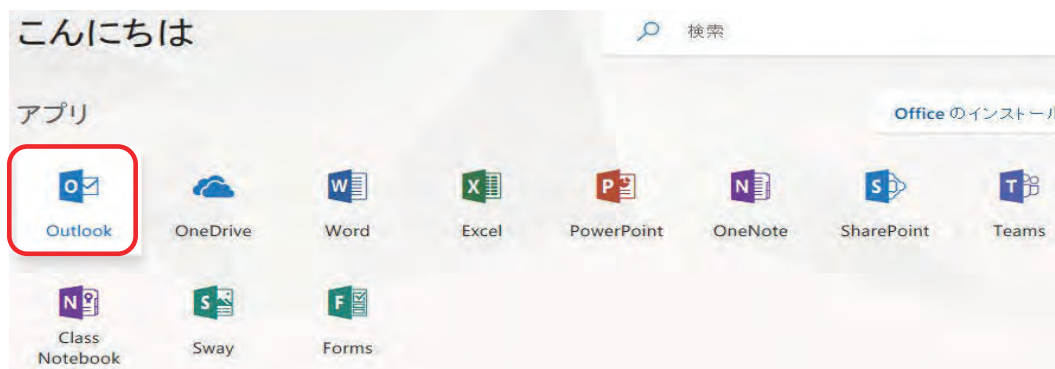 こんにちは
検索
アプリ
Office のインストール
Outlook
OneDrive
Word
Excel
PowerPoint
OneNote
SharePoint
Teams
Class
Notebook
Sway
Forms